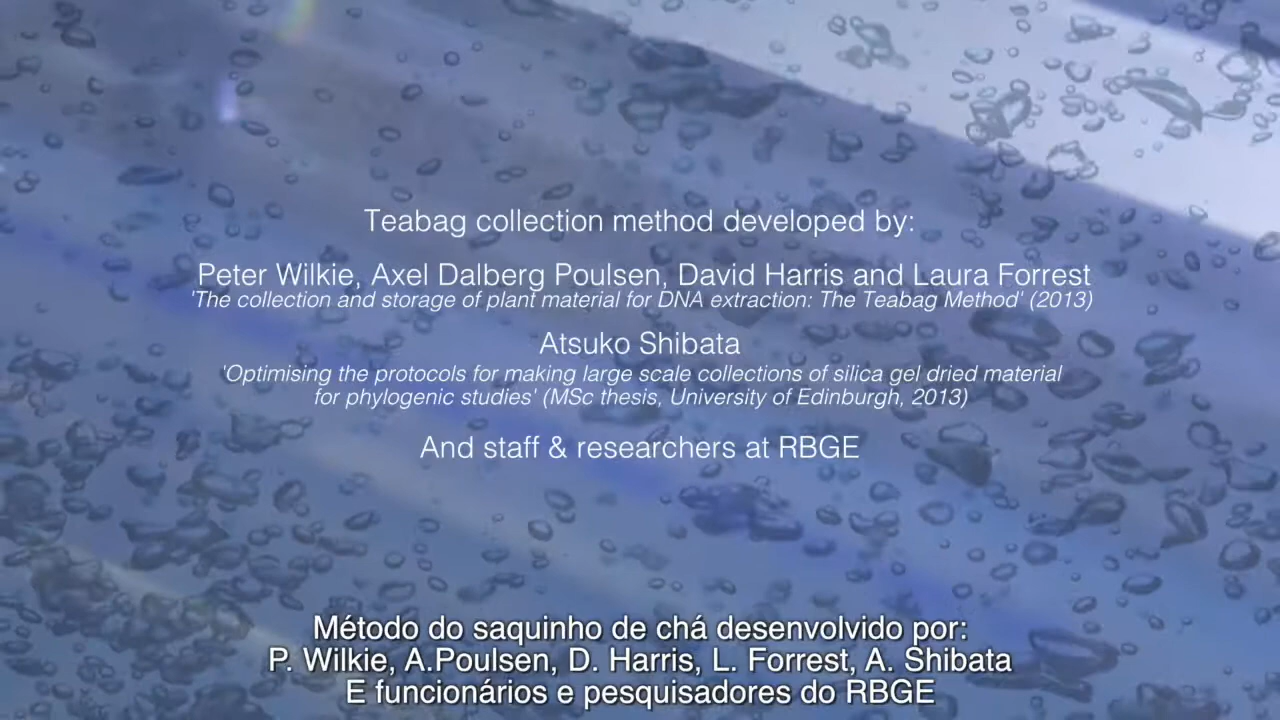 Teabag collection method developed by:
Peter Wilkie, Axel Dalberg Poulsen, David Harris and Laura Forrest
'The collection and storage of plant material for DNA extraction: The Teabag Method' (2013)
Atsuko Shibata
'Optimising the protocols for making large scale collections of silica gel dried material
for phylogenic studies' (MSc thesis, University of Edinburgh, 2013)
And staff & researchers at RBGE
Método do saquinho de chá desenvolvido por:
P. Wilkie, A.Poulsen, D. Harris, L. Forrest, A. Shibata
E funcionários e pesquisadores do RBGE